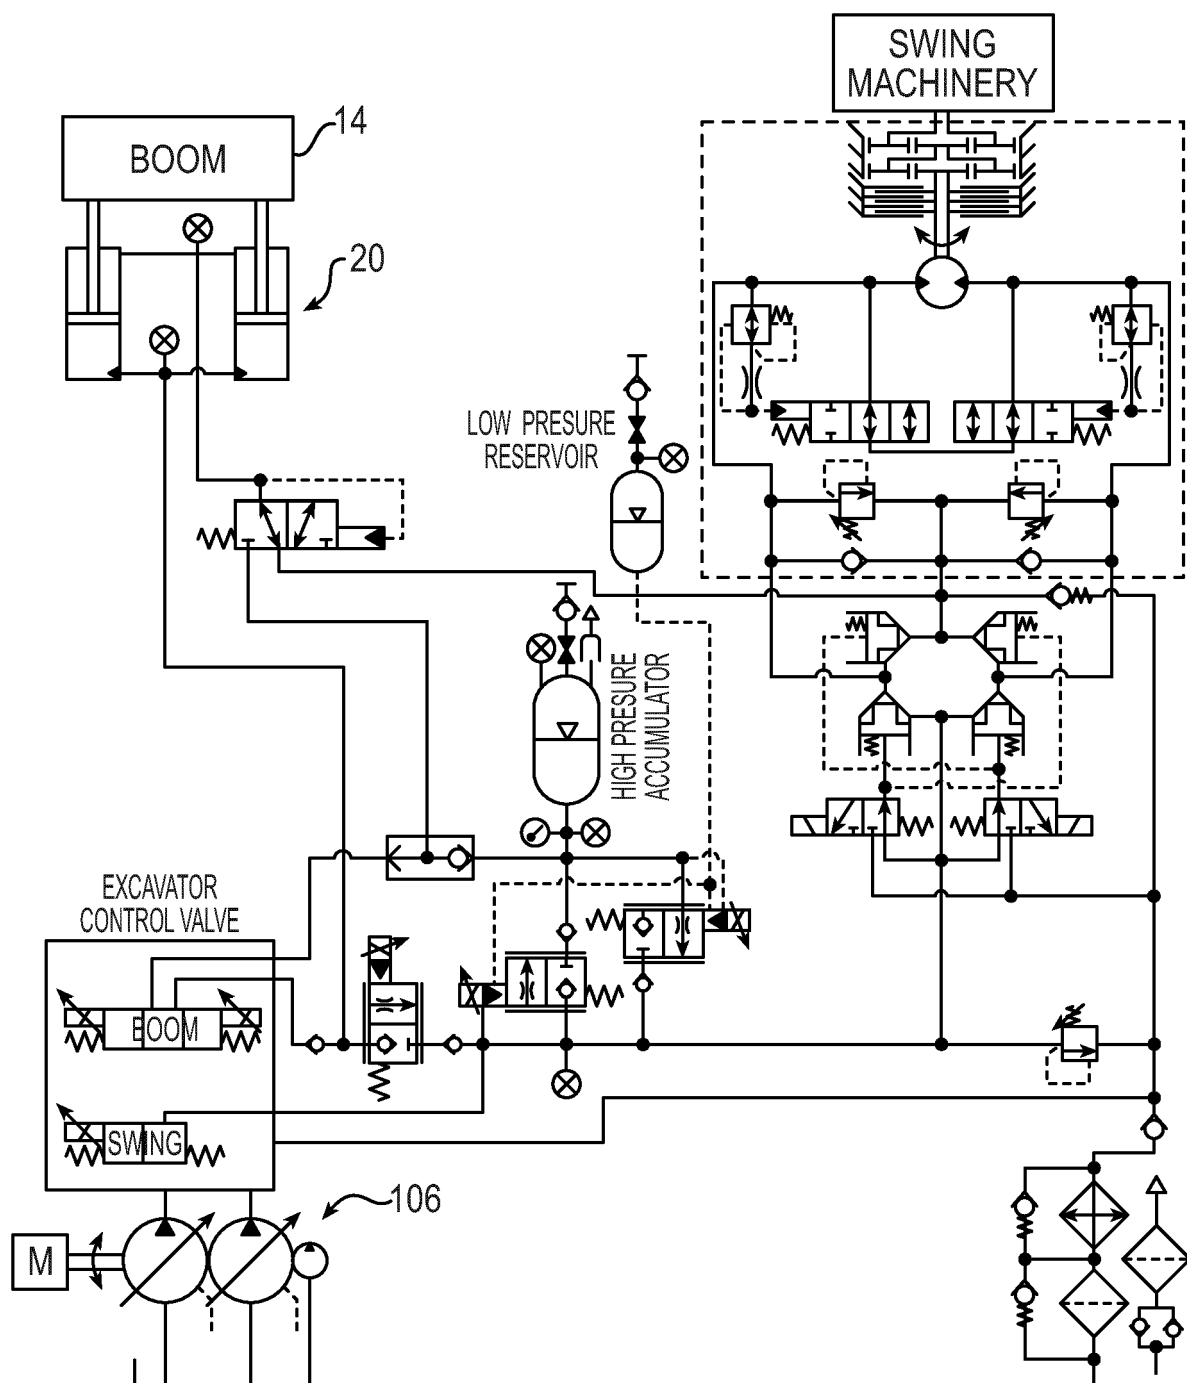 SWING
MACHINERY
14
BOOM
20
LOW PRESURE
RESERVOIR
HIGH PRESURE
ACCUMULATOR
EXCAVATOR
CONTROL VALVE
BOOM
SWING
106
M